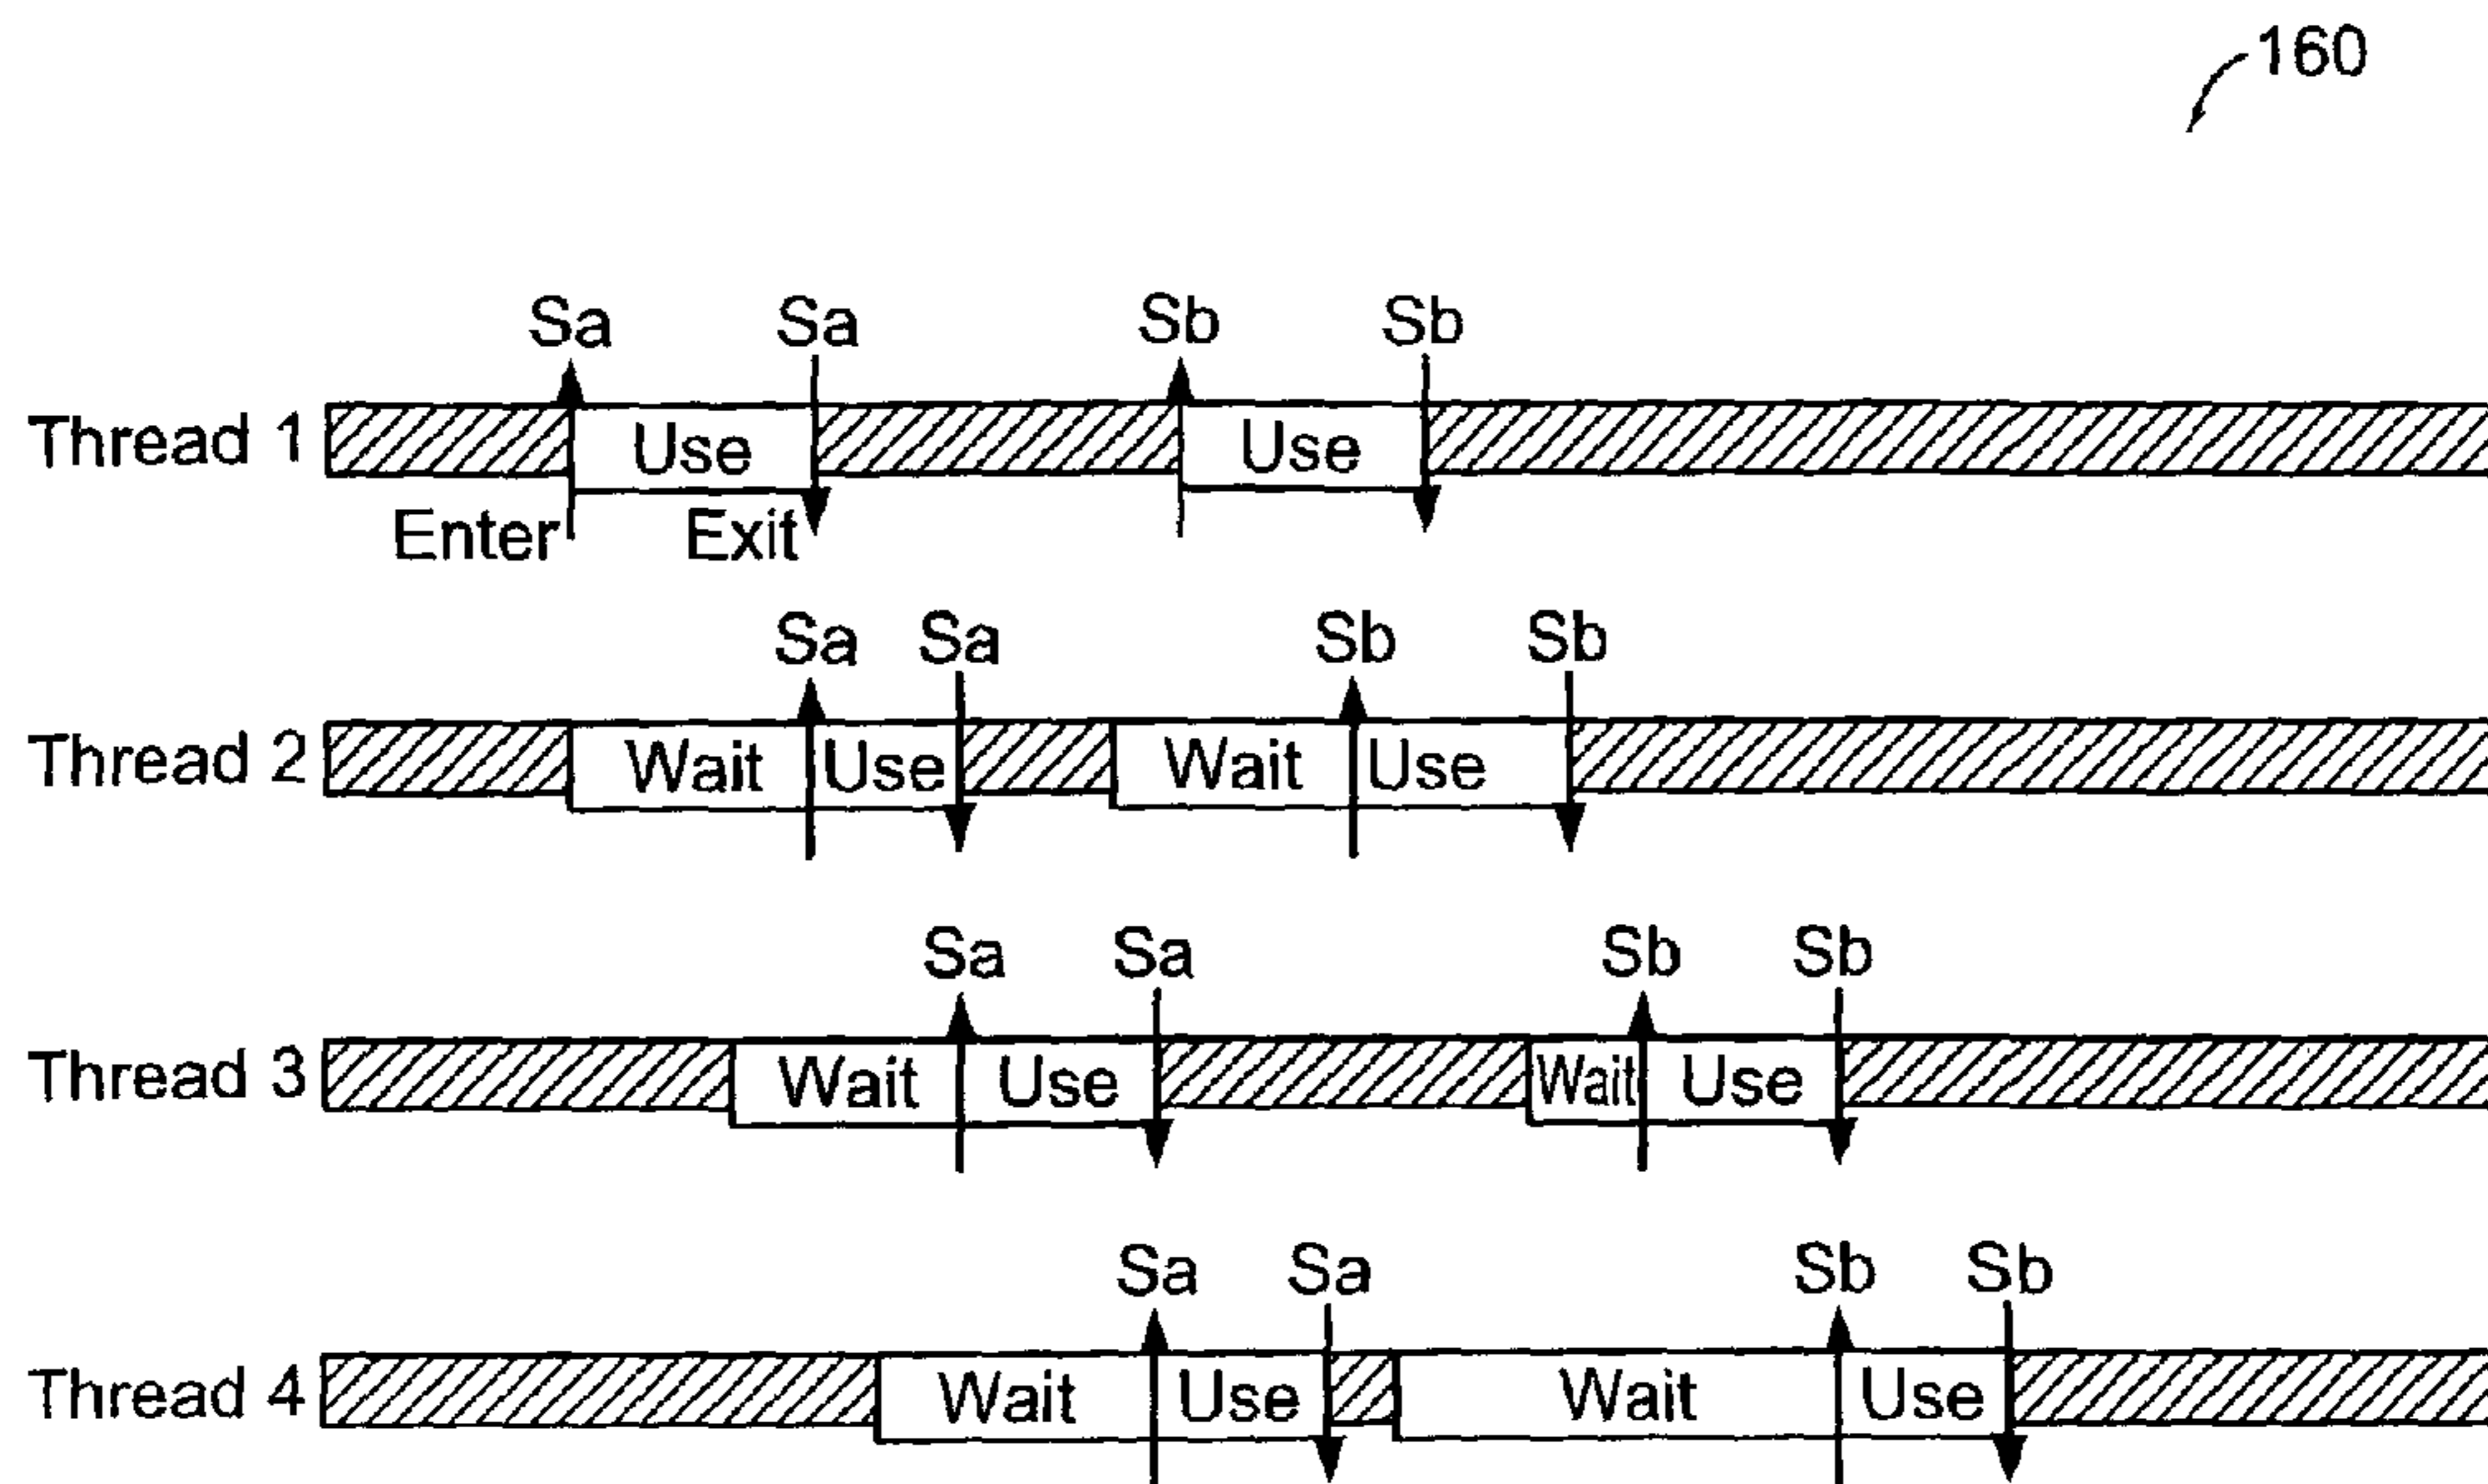 160
Sa Sa Sb Sb
Thread 1 Use Use
Enter Exit
Sa Sa Sb Sb
Thread 2 Wait Use Wait Use
Sa Sa Sb Sb
Thread 3 Wait Use Wait Use
Sa Sa Sb Sb
Thread 4 Wait Use Wait Use